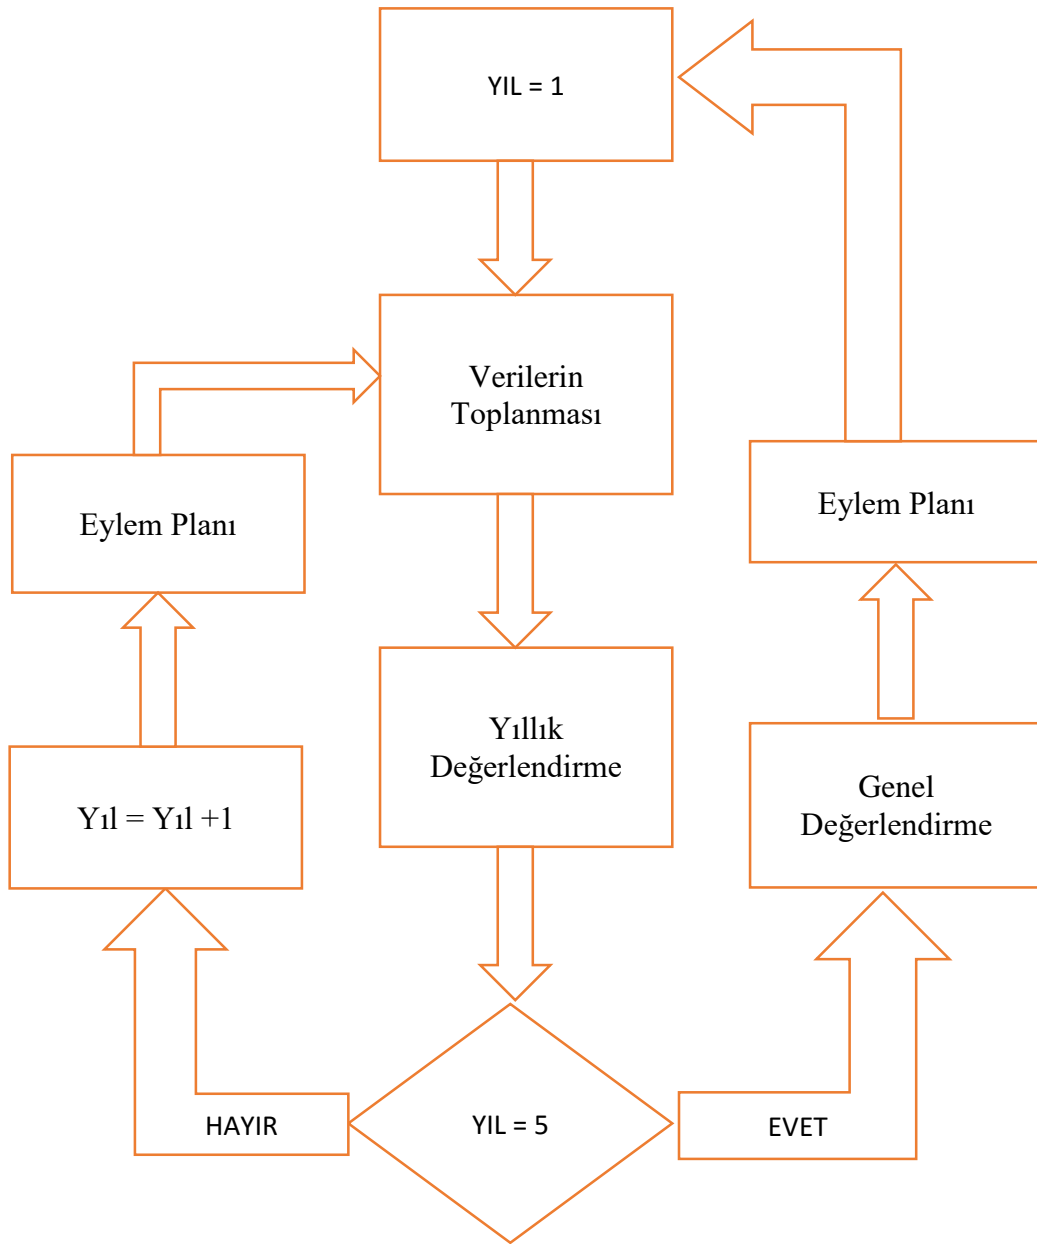 YIL = 1
Verilerin
Toplanması
Eylem Planı
Eylem Planı
Yıllık
Değerlendirme
Yıl = Yıl +1
Genel
Değerlendirme
HAYIR
YIL = 5
EVET